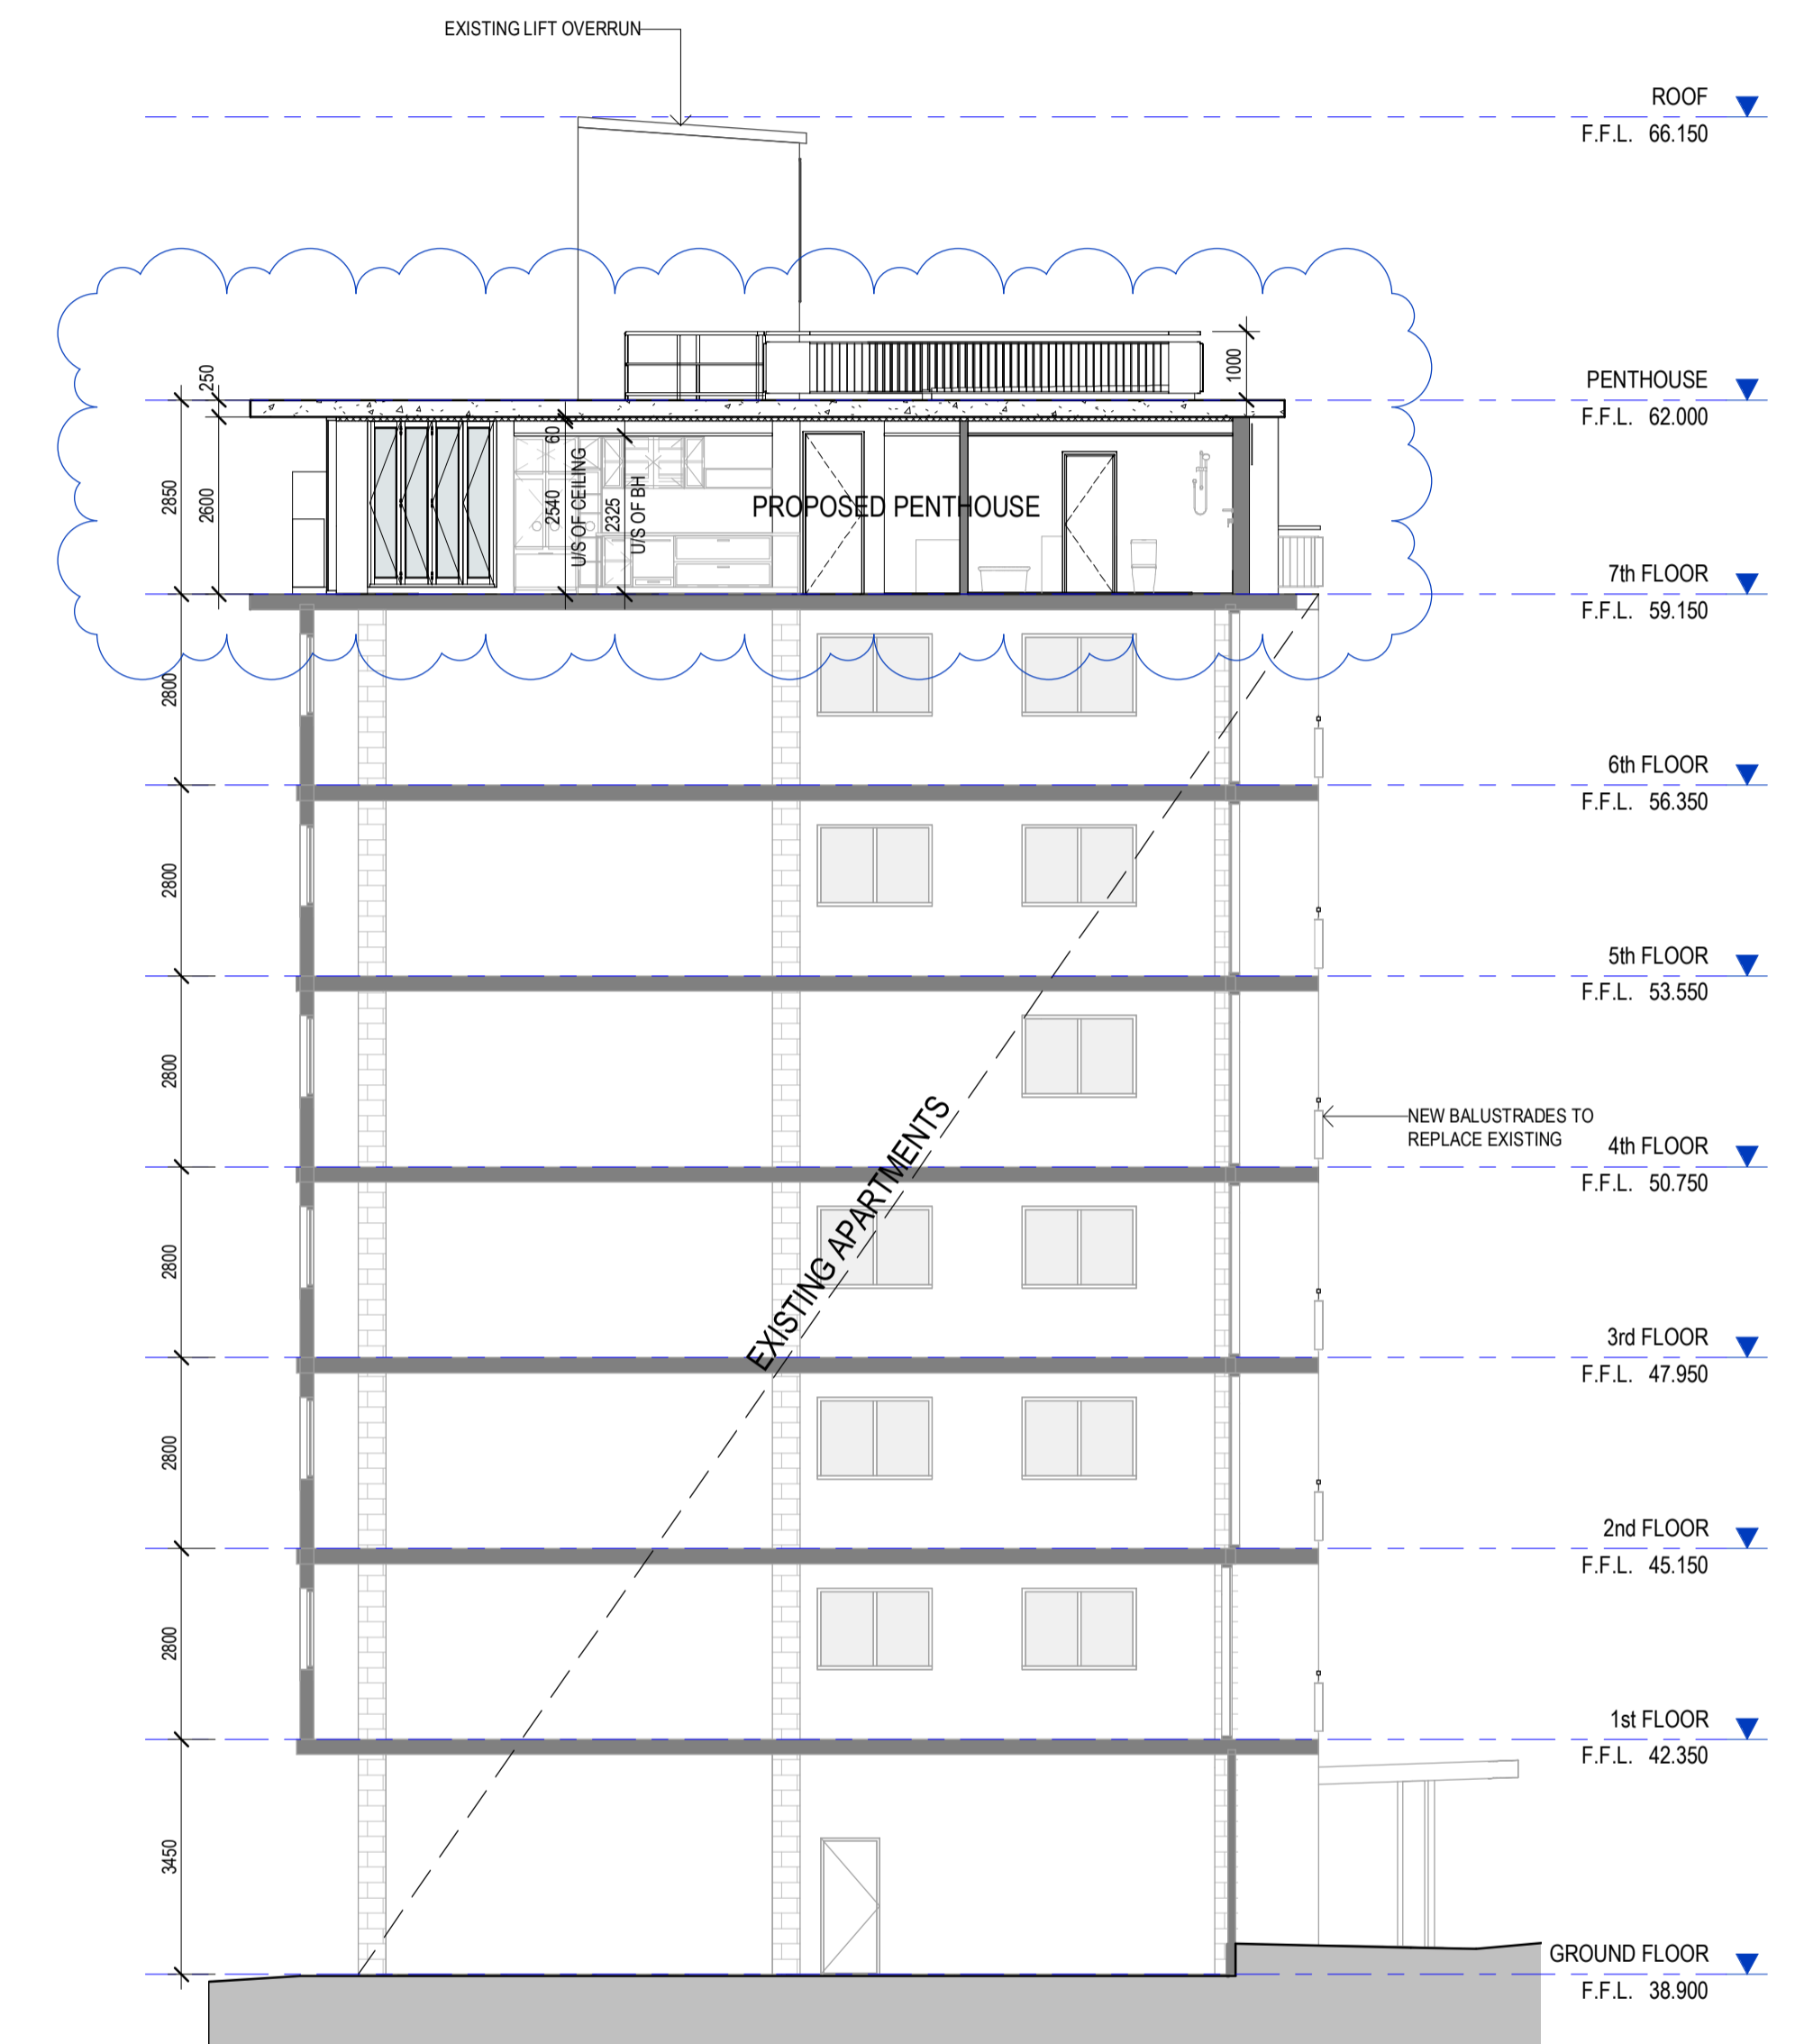 EXISTING LIFT OVERRUN
ROOF
F.F.L. 66.150
PENTHOUSE
F.F.L. 62.000
250
1000
2850
2600
60
2540
U/S OF CEILING
2325
U/S OF BH
PROPOSED PENTHOUSE
7th FLOOR
F.F.L. 59.150
2800
6th FLOOR
F.F.L. 56.350
2800
5th FLOOR
F.F.L. 53.550
2800
NEW BALUSTRADES TO
REPLACE EXISTING
4th FLOOR
F.F.L. 50.750
EXISTING APARTMENTS
2800
3rd FLOOR
F.F.L. 47.950
2800
2nd FLOOR
F.F.L. 45.150
2800
1st FLOOR
F.F.L. 42.350
3450
GROUND FLOOR
F.F.L. 38.900